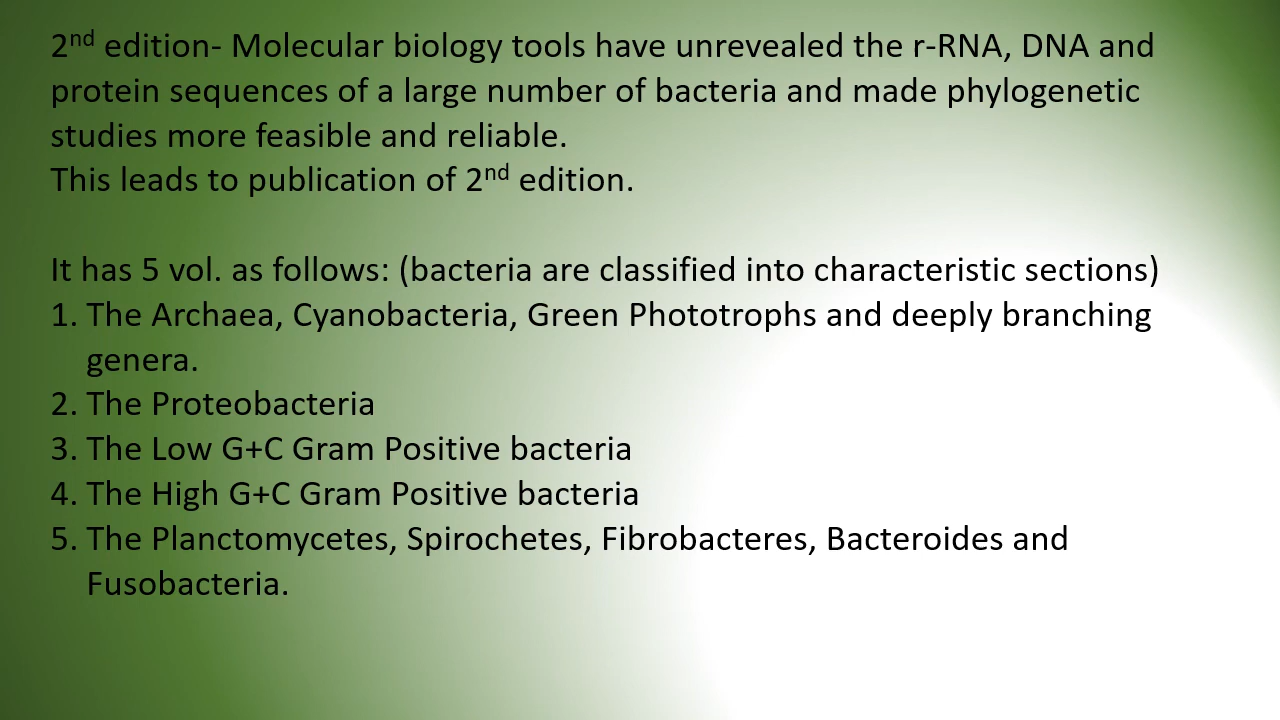 2nd edition- Molecular biology tools have unrevealed the r-RNA, DNA and
protein sequences of a large number of bacteria and made phylogenetic
studies more feasible and reliable.
This leads to publication of 2nd edition.
It has 5 vol. as follows: (bacteria are classified into characteristic sections)
1. The Archaea, Cyanobacteria, Green Phototrophs and deeply branching
genera.
2. The Proteobacteria
3. The Low G+C Gram Positive bacteria
4. The High G+C Gram Positive bacteria
5. The Planctomycetes, Spirochetes, Fibrobacteres, Bacteroides and
Fusobacteria.